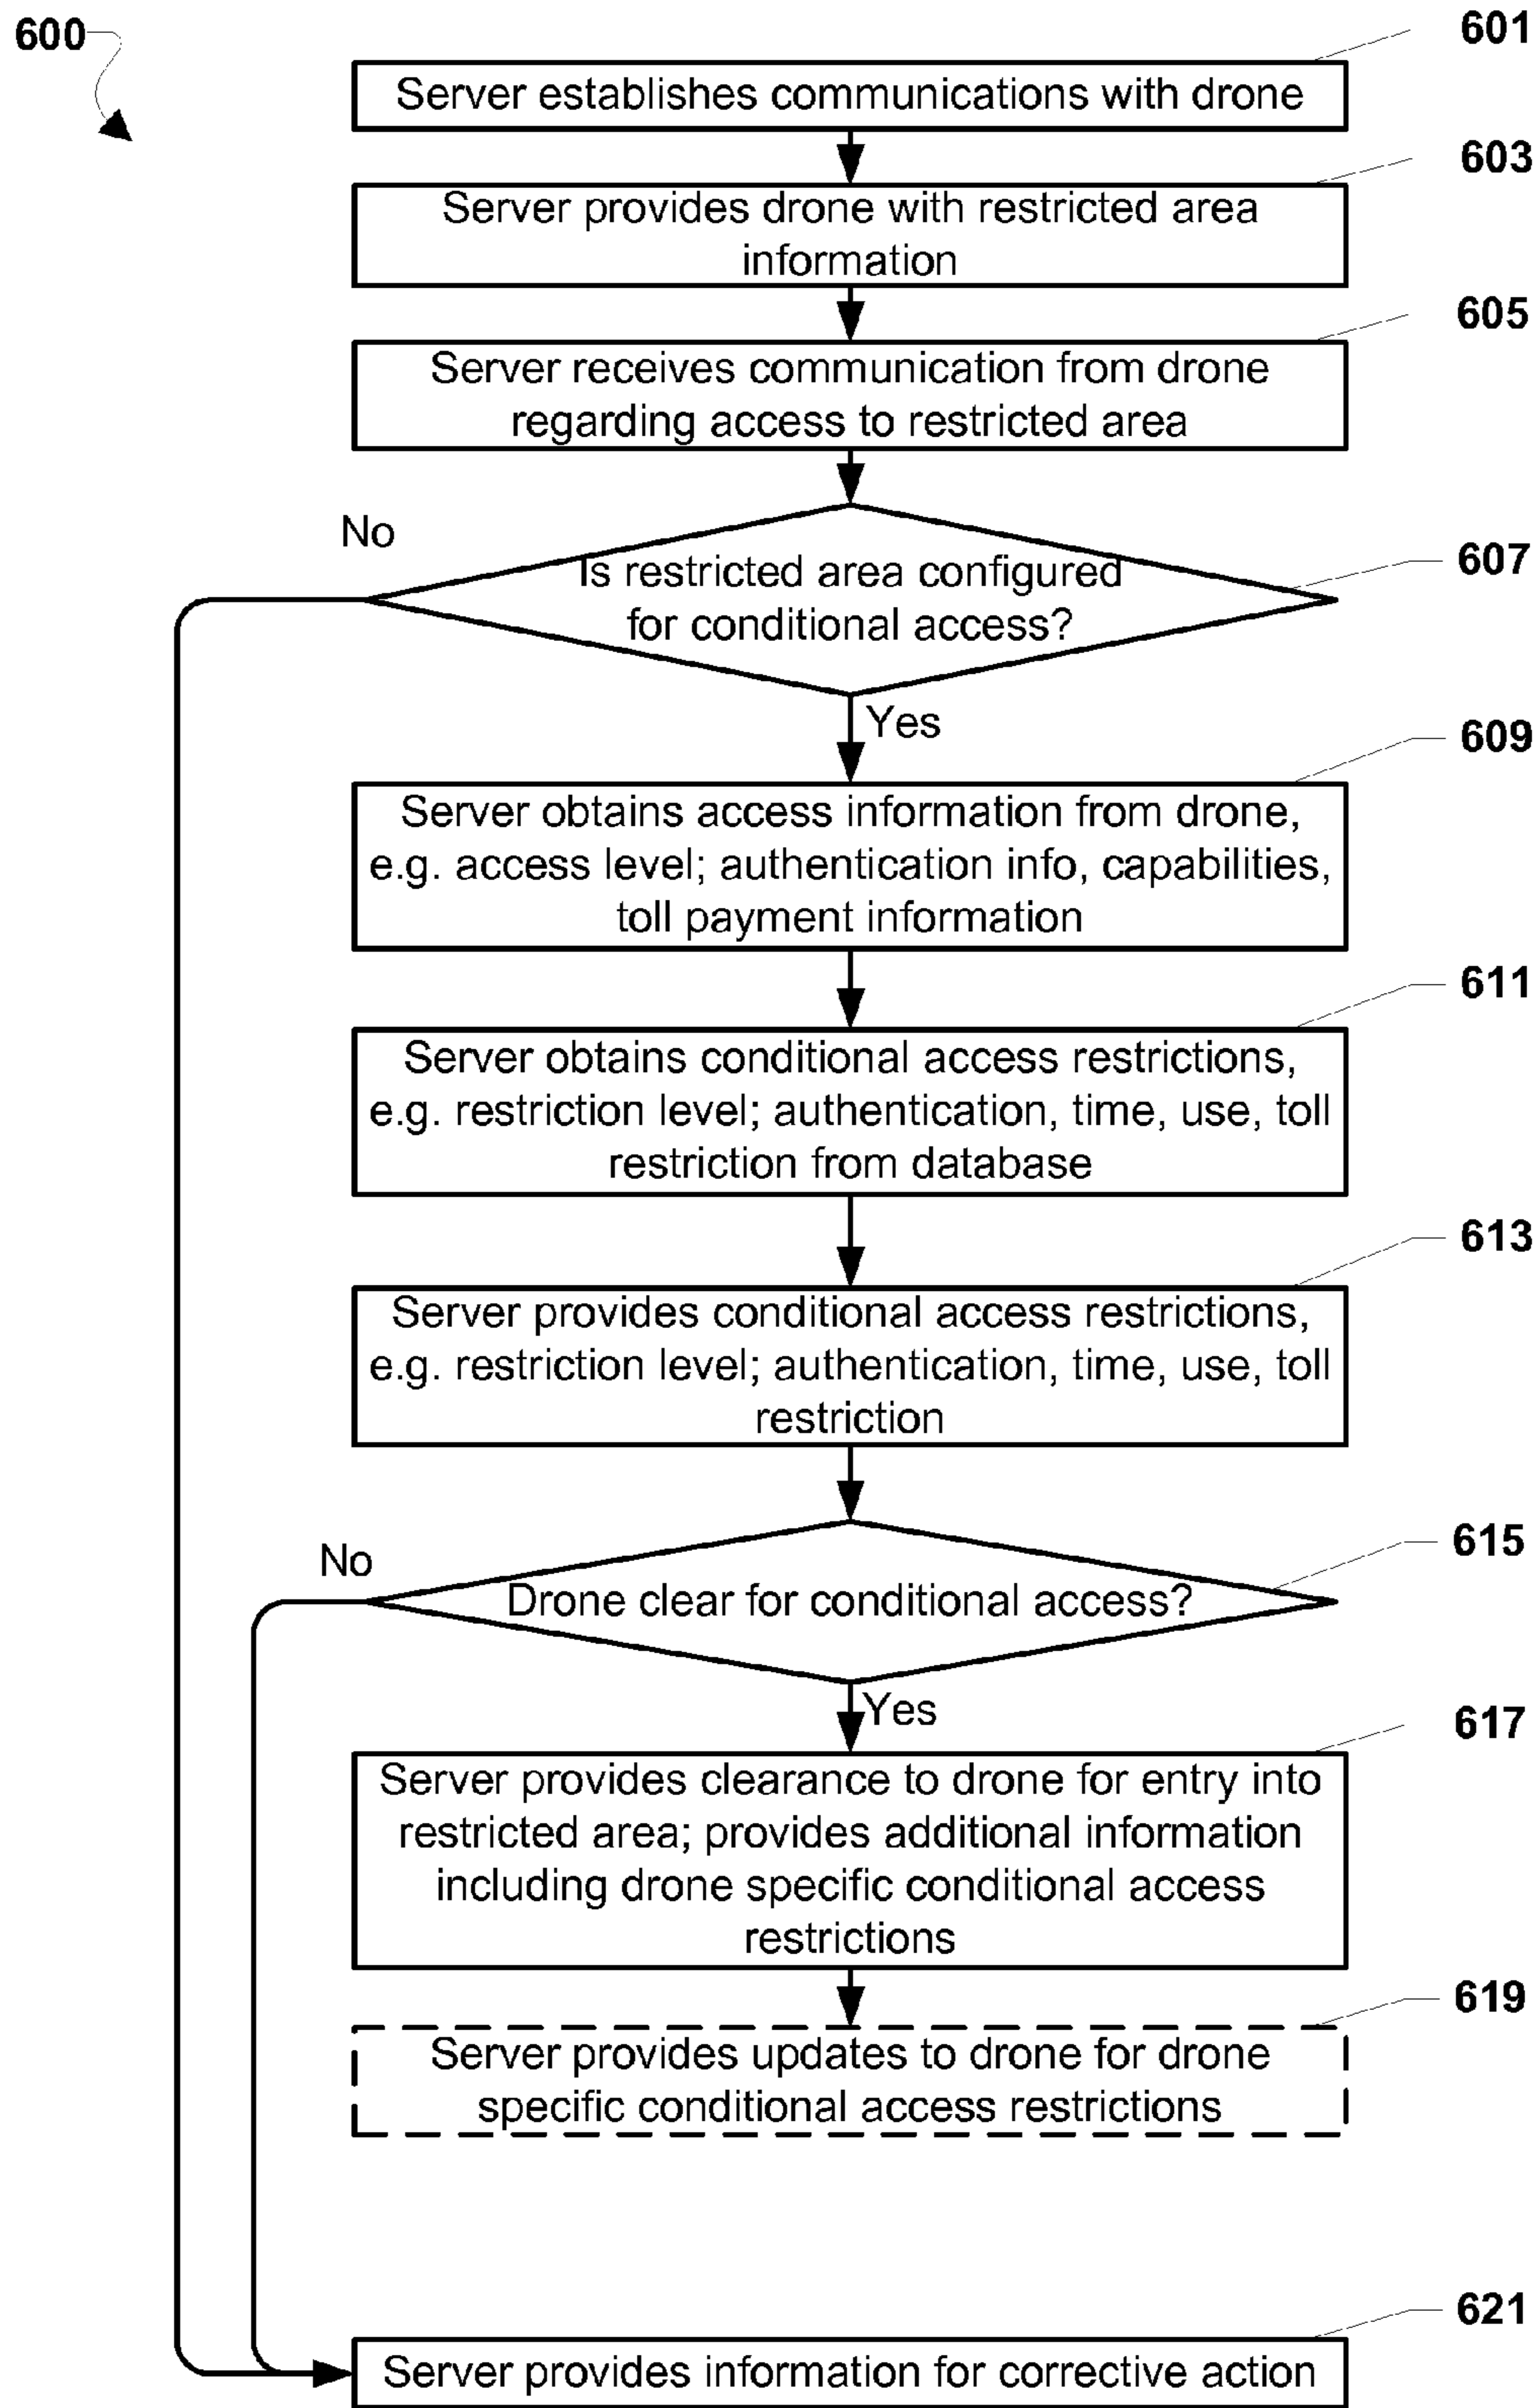 600
601
Server establishes communications with drone
603
Server provides drone with restricted area
information
605
Server receives communication from drone
regarding access to restricted area
No
607
Is restricted area configured
for conditional access?
Yes
609
Server obtains access information from drone,
e.g. access level; authentication info, capabilities,
toll payment information
611
Server obtains conditional access restrictions,
e.g. restriction level; authentication, time, use, toll
restriction from database
613
Server provides conditional access restrictions,
e.g. restriction level; authentication, time, use, toll
restriction
615
No
Drone clear for conditional access?
Yes
617
Server provides clearance to drone for entry into
restricted area; provides additional information
including drone specific conditional access
restrictions
619
Server provides updates to drone for drone
specific conditional access restrictions
621
Server provides information for corrective action